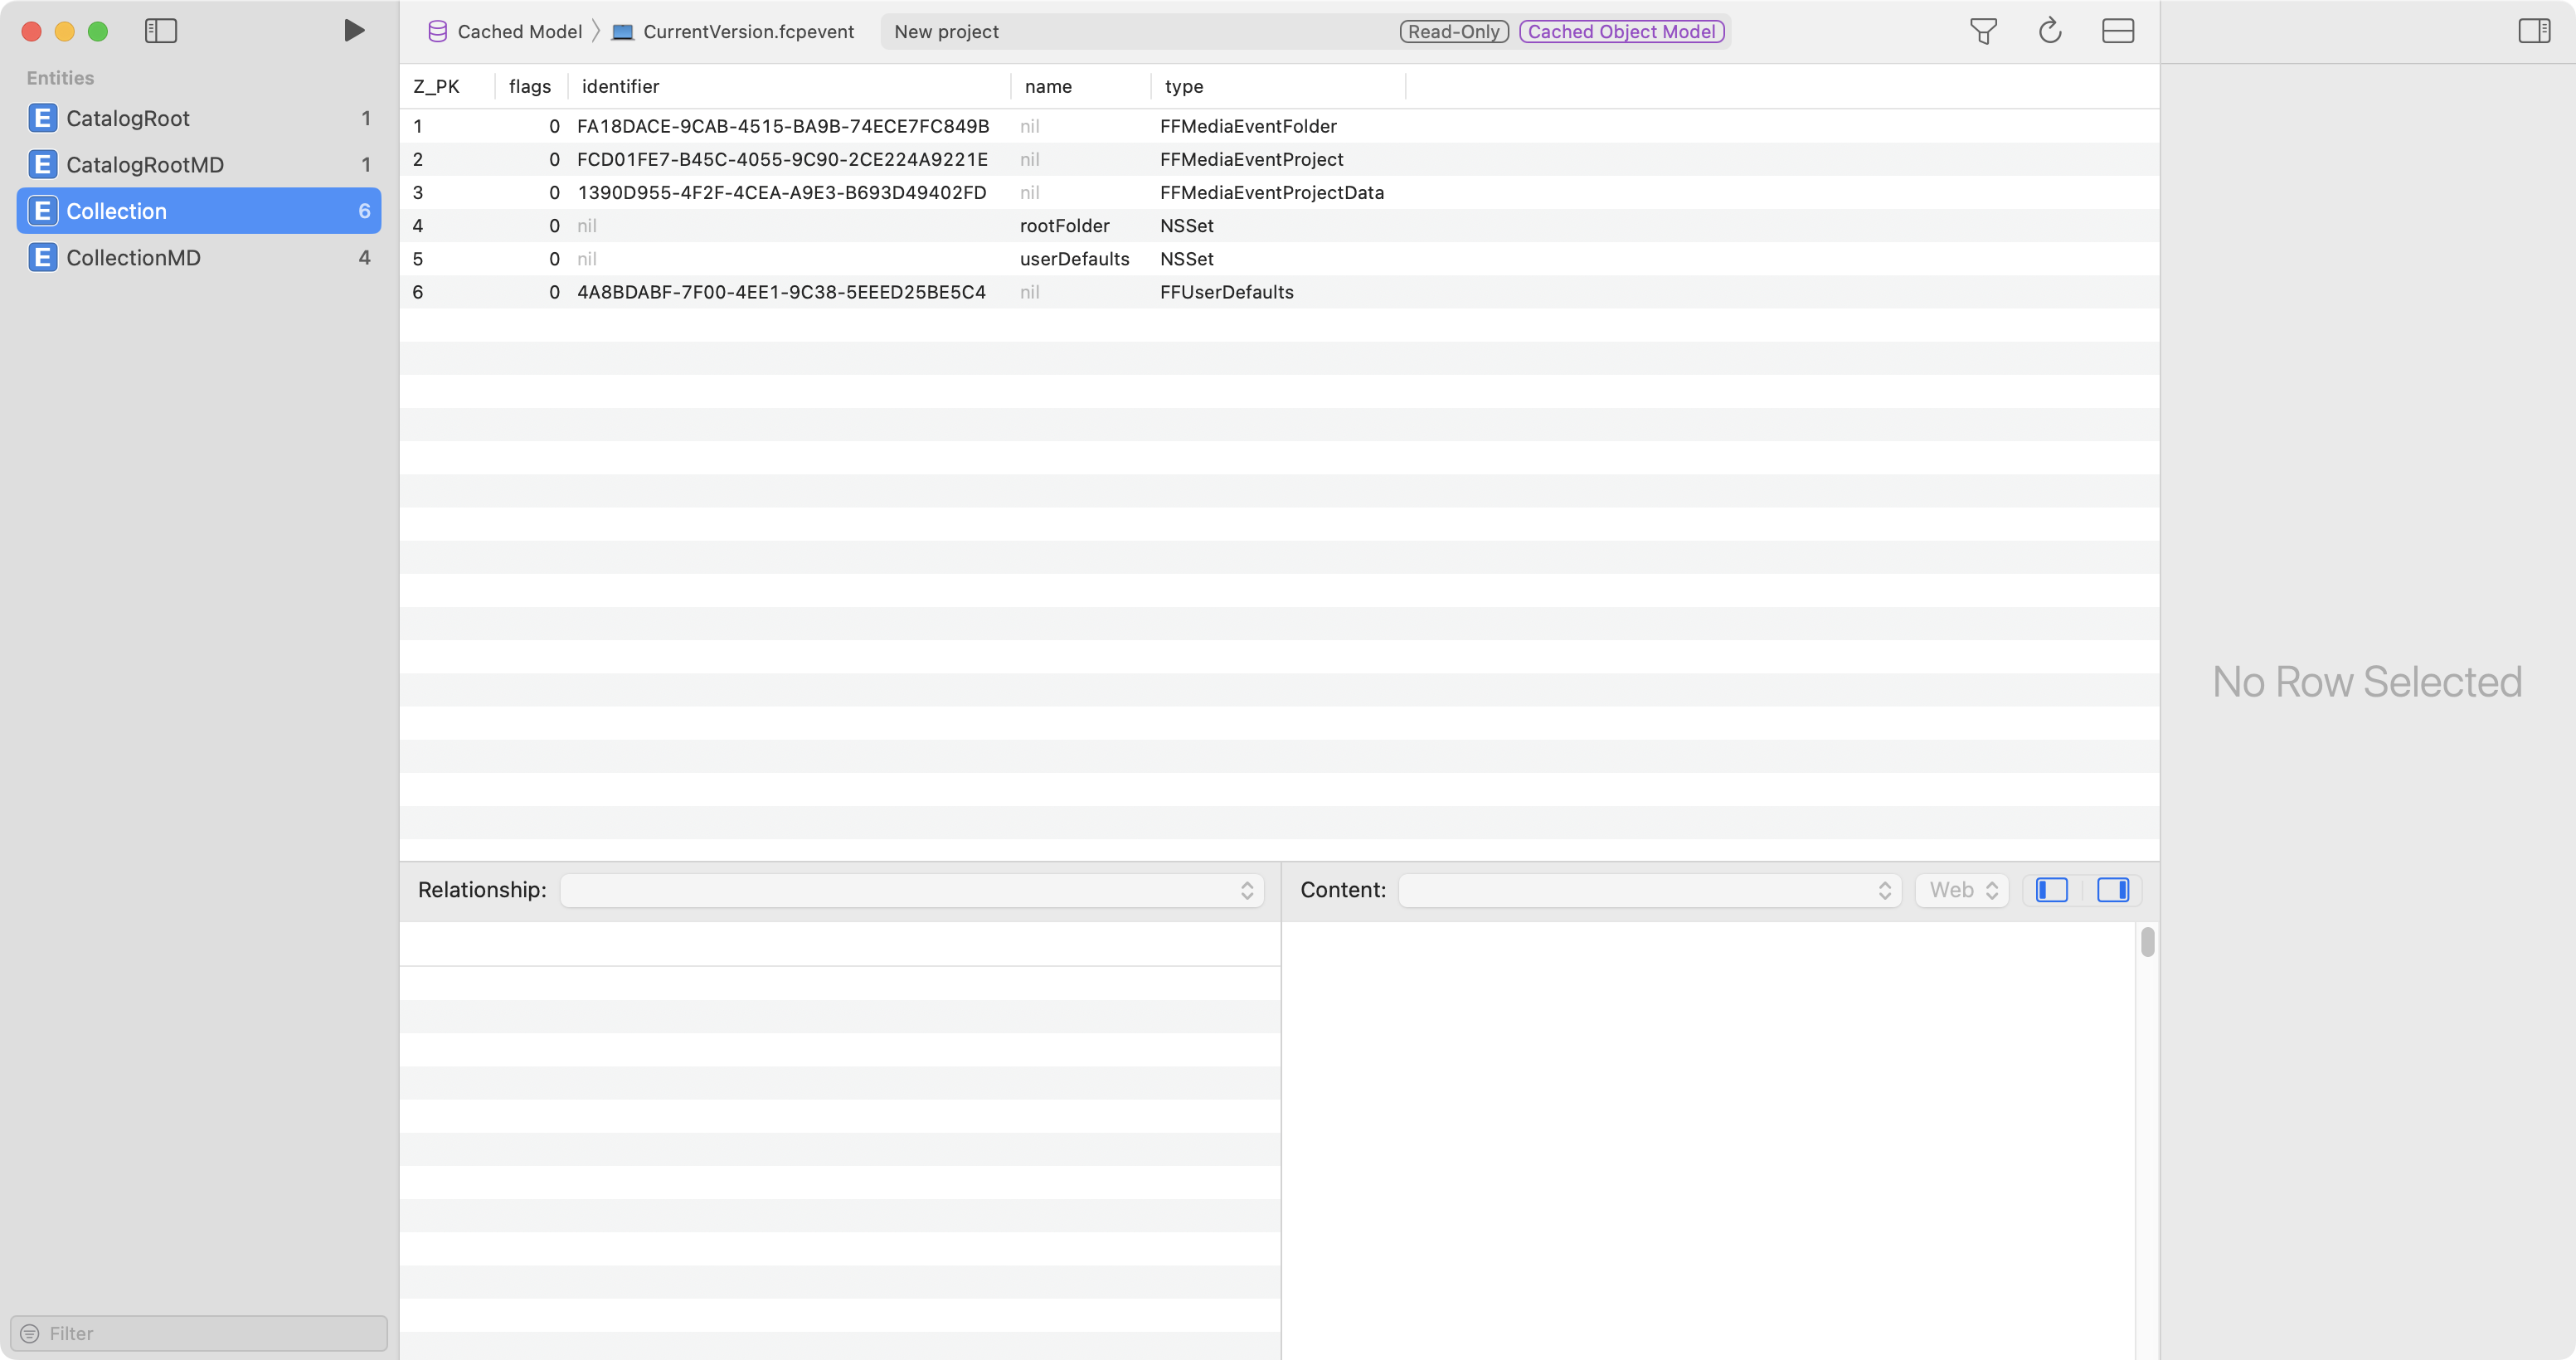 Cached Model
CurrentVersion.fcpevent
New project
Read-Only
Cached Object Model
Entities
E CatalogRoot 1
E CatalogRootMD 1
E Collection 6
E CollectionMD 4
Filter
Z_PK flags identifier name type
1 0 FA18DACE-9CAB-4515-BA9B-74ECE7FC849B nil FFMediaEventFolder
2 0 FCD01FE7-B45C-4055-9C90-2CE224A9221E nil FFMediaEventProject
3 0 1390D955-4F2F-4CEA-A9E3-B693D49402FD nil FFMediaEventProjectData
4 0 nil rootFolder NSSet
5 0 nil userDefaults NSSet
6 0 4A8BDABF-7F00-4EE1-9C38-5EEED25BE5C4 nil FFUserDefaults
Relationship:
Content:
Web
No Row Selected